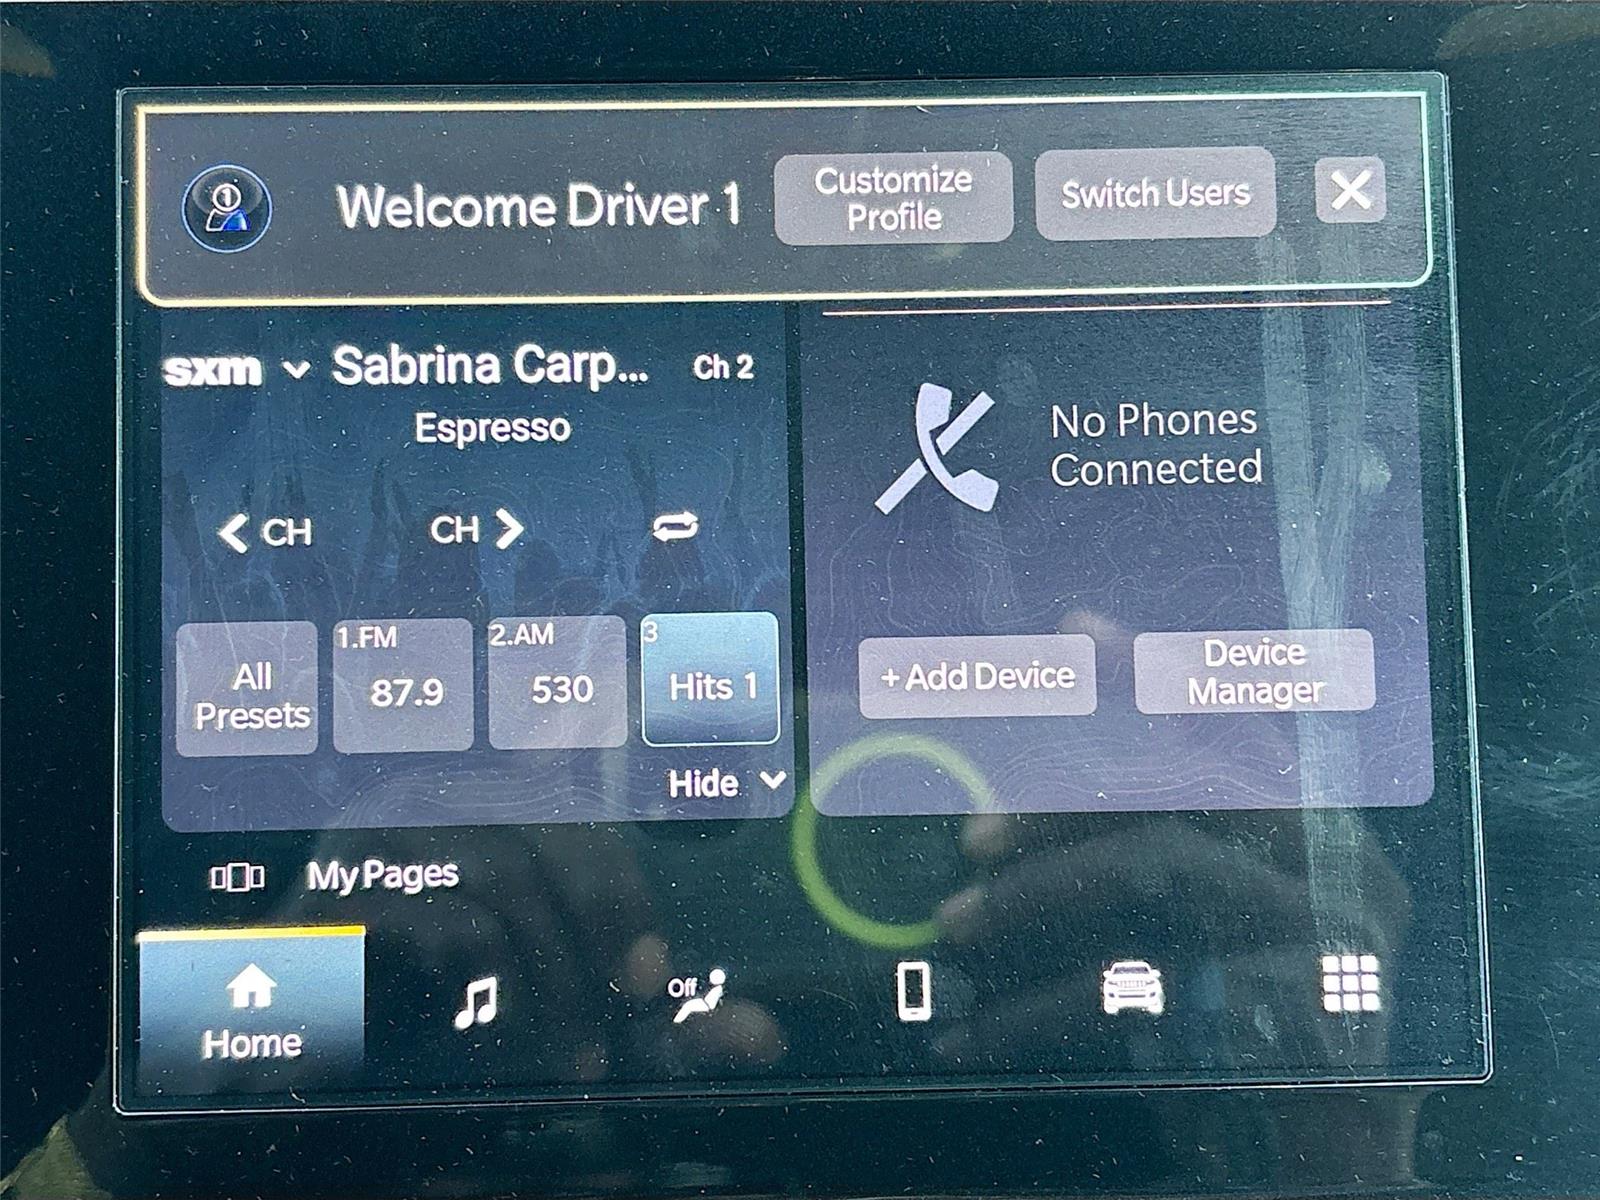 1
Welcome Driver 1
Customize
Profile
Switch Users
sxm Sabrina Carp... Ch 2
Espresso
CH
CH
No Phones
Connected
All
Presets
1.FM
87.9
2.AM
530
3
Hits 1
+ Add Device
Device
Manager
Hide
My Pages
Home
Off